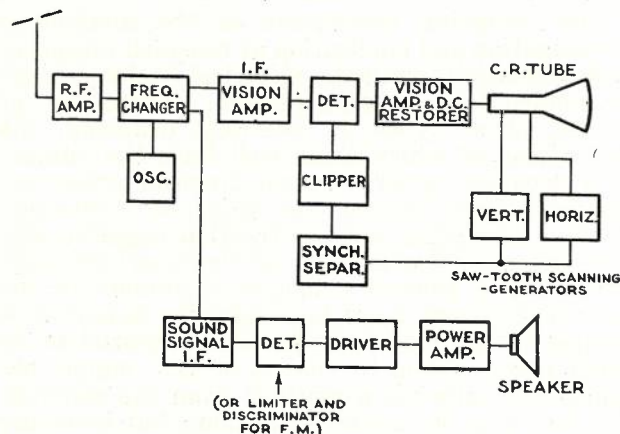 R.F.
AMP.
FREQ.
CHANGER
I.F.
VISION
AMP.
DET.
VISION
AMP. & D.C.
RESTORER
C.R. TUBE
OSC.
CLIPPER
SYNCH.
SEPAR.
VERT.
HORIZ.
SAW-TOOTH SCANNING
-GENERATORS
SOUND
SIGNAL
I.F.
DET.
DRIVER
POWER
AMP.
SPEAKER
(OR LIMITER AND
DISCRIMINATOR
FOR F.M.)